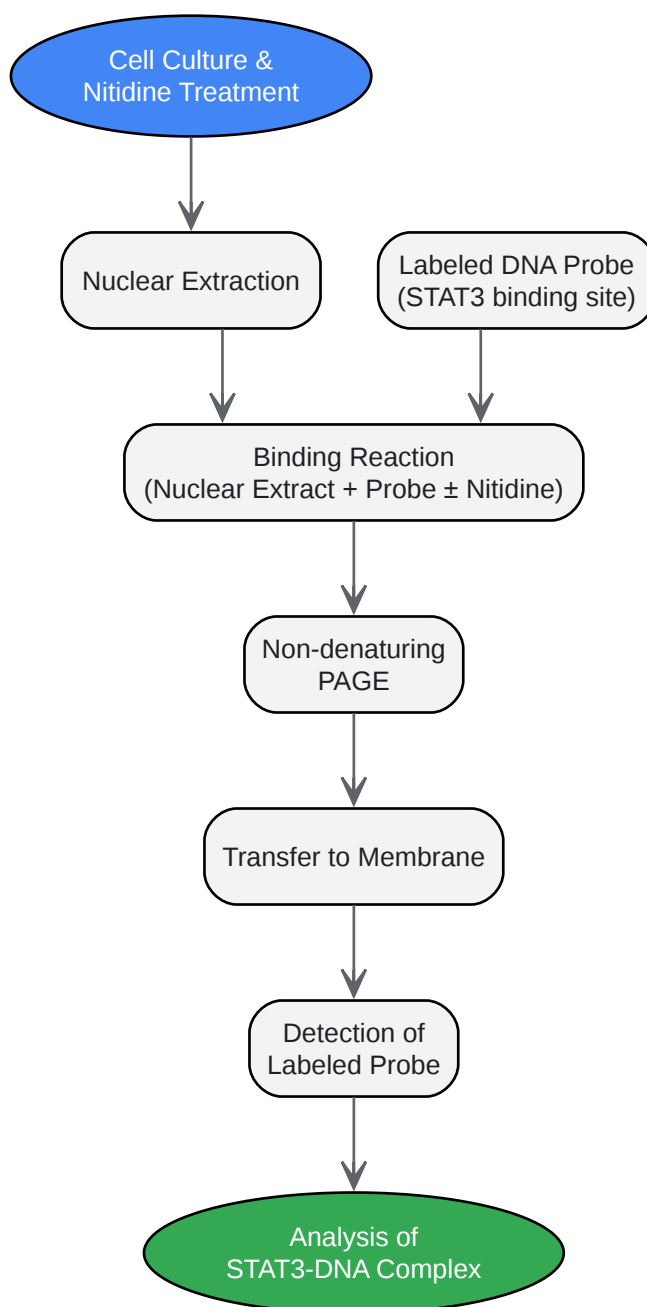 Cell Culture &
Nitidine Treatment
Nuclear Extraction
Labeled DNA Probe
(STAT3 binding site)
Binding Reaction
(Nuclear Extract + Probe ± Nitidine)
Non-denaturing
PAGE
Transfer to Membrane
Detection of
Labeled Probe
Analysis of
STAT3-DNA Complex